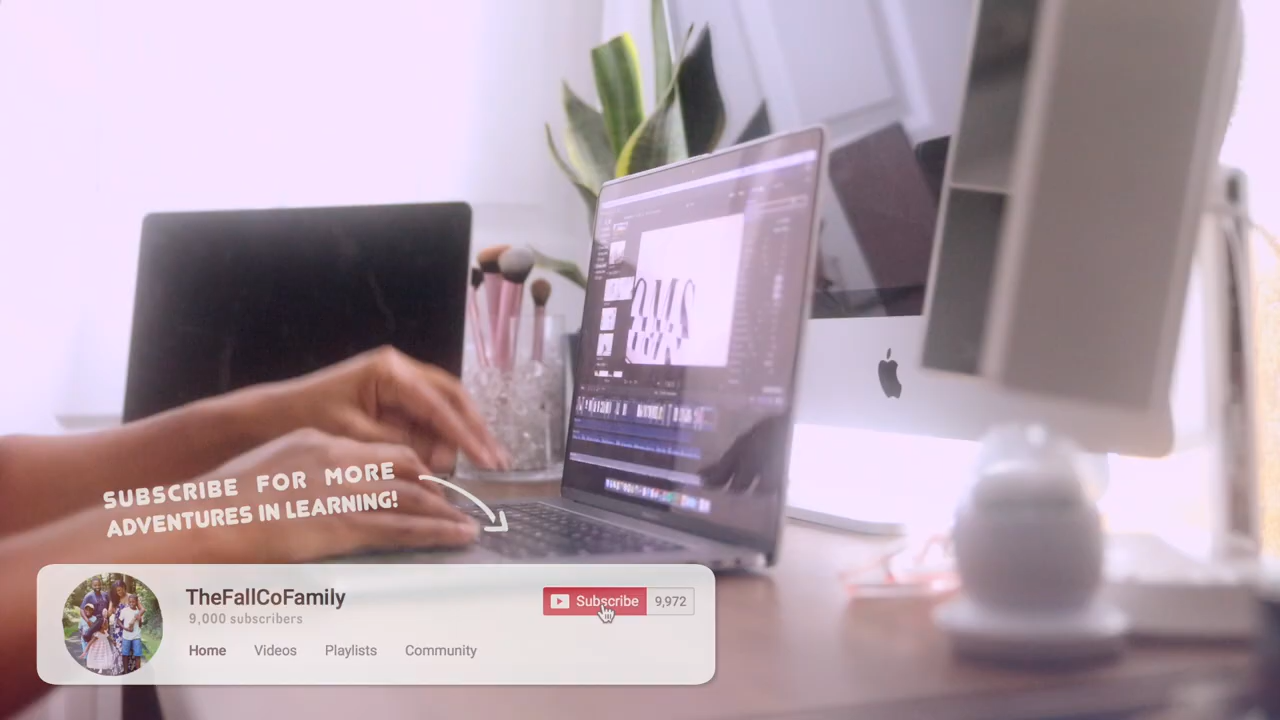 SUBSCRIBE FOR MORE
ADVENTURES IN LEARNING!
TheFallCoFamily
9,000 subscribers
Subscribe 9,972
Home Videos Playlists Community